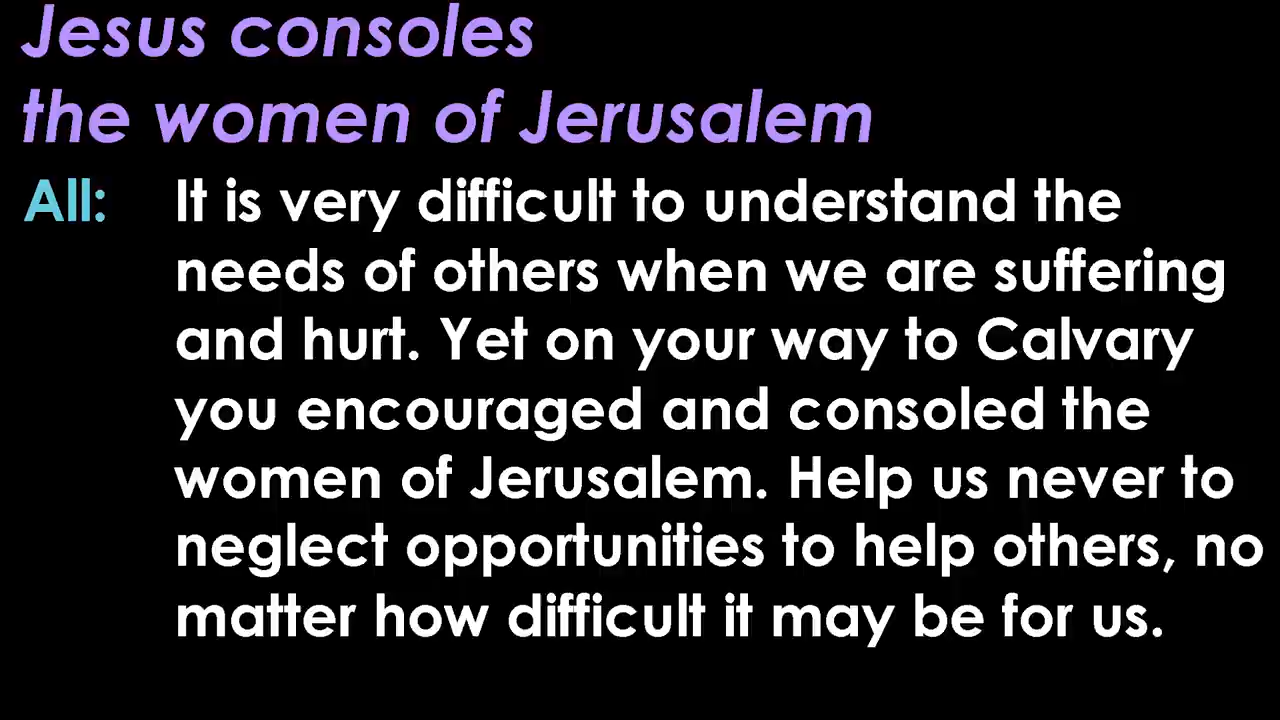 Jesus consoles
the women of Jerusalem
All: It is very difficult to understand the
needs of others when we are suffering
and hurt. Yet on your way to Calvary
you encouraged and consoled the
women of Jerusalem. Help us never to
neglect opportunities to help others, no
matter how difficult it may be for us.